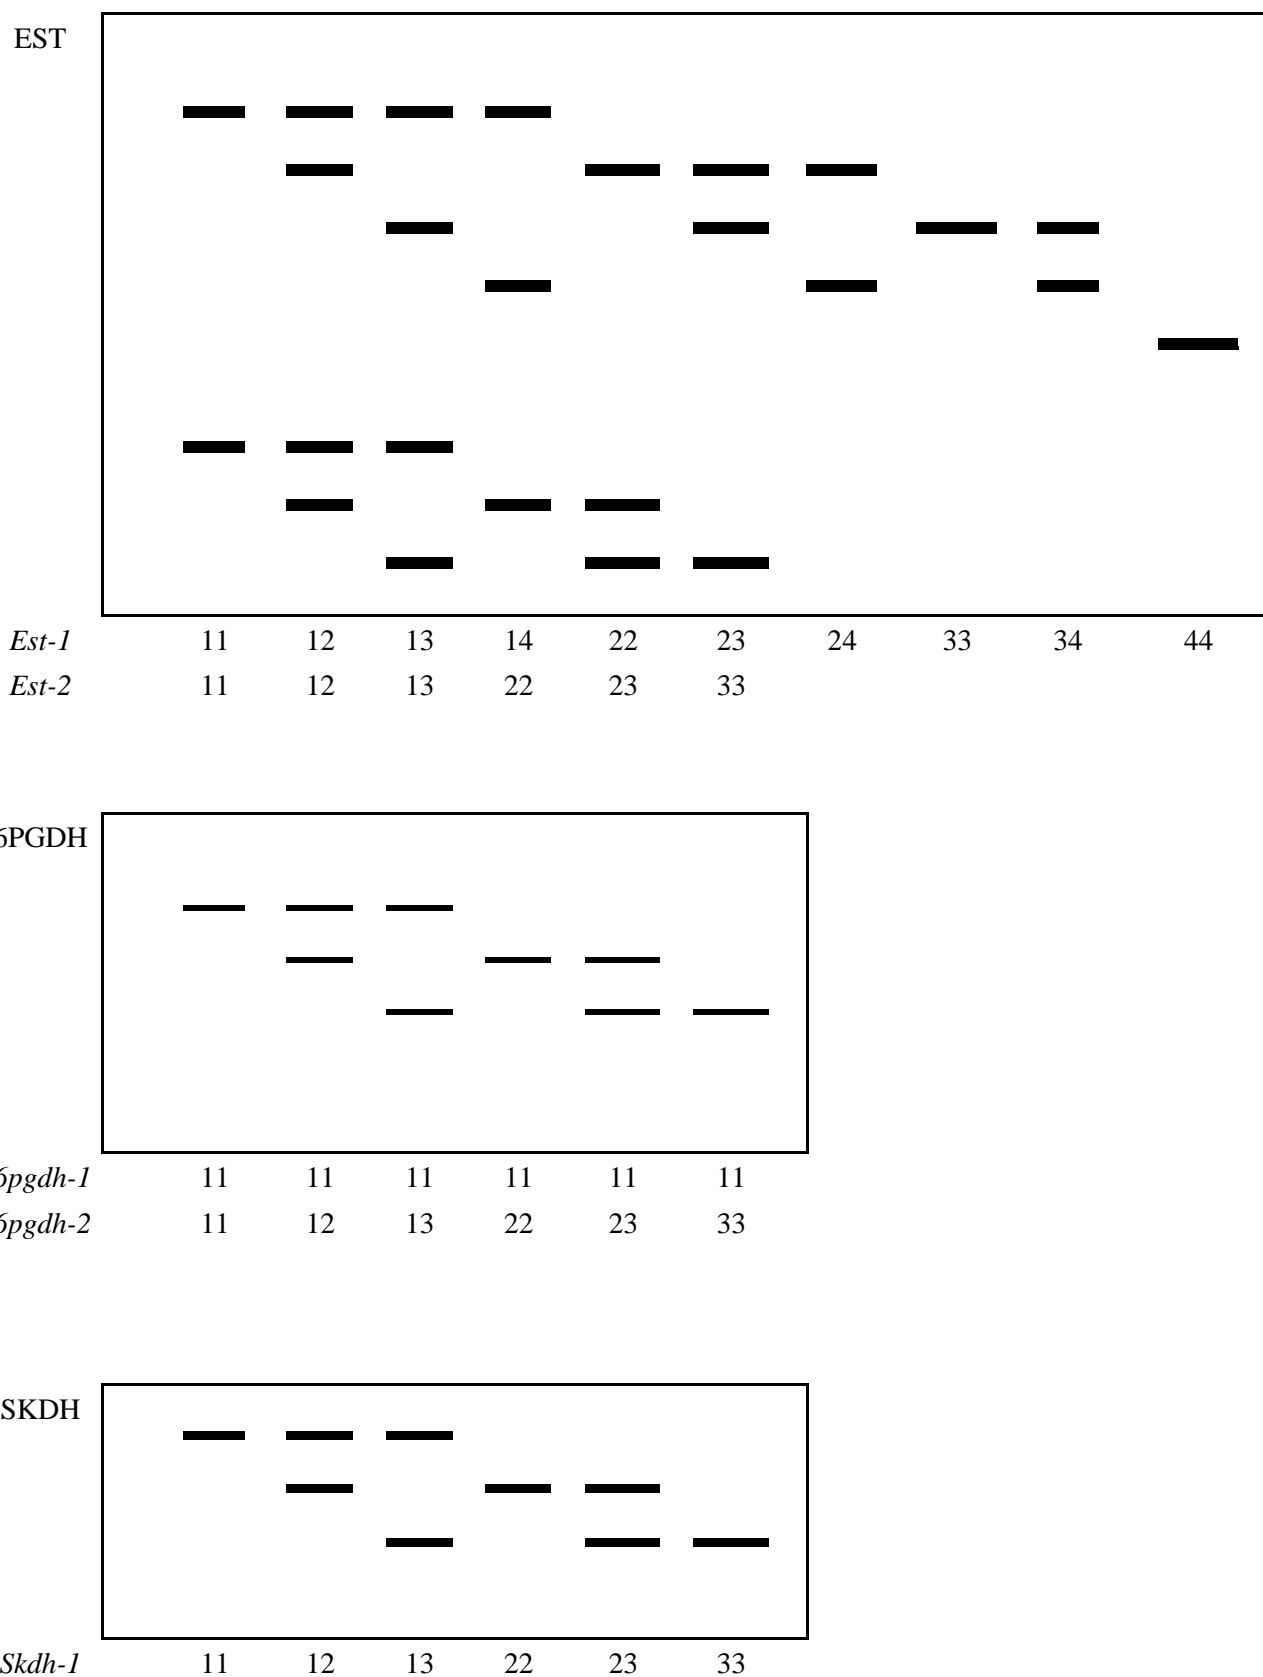 EST
Est-1 11 12 13 14 22 23 24 33 34 44
Est-2 11 12 13 22 23 33
6PGDH
6pgdh-1 11 11 11 11 11 11
6pgdh-2 11 12 13 22 23 33
SKDH
Skdh-1 11 12 13 22 23 33